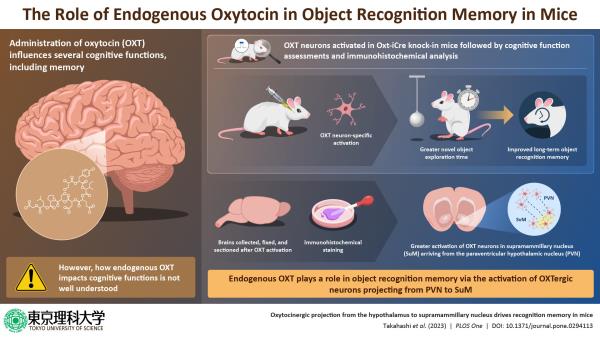 The Role of Endogenous Oxytocin in Object Recognition Memory in Mice
Administration of oxytocin (OXT)
influences several cognitive functions,
including memory
However, how endogenous OXT
impacts cognitive functions is not
well understood
OXT neurons activated in Oxt-iCre knock-in mice followed by cognitive function
assessments and immunohistochemical analysis
OXT neuron-specific
activation
Greater novel object
exploration time
Improved long-term object
recognition memory
Brains collected, fixed, and
sectioned after OXT activation
Immunohistochemical
staining
PVN
SuM
Greater activation of OXT neurons in supramammillary nucleus
(SuM) arriving from the paraventricular hypothalamic nucleus (PVN)
Endogenous OXT plays a role in object recognition memory via the activation of OXTergic
neurons projecting from PVN to SuM
東京理科大学
TOKYO UNIVERSITY OF SCIENCE
Oxytocinergic projection from the hypothalamus to supramammillary nucleus drives recognition memory in mice
Takahashi et al. (2023) | PLOS One | DOI: 10.1371/journal.pone.0294113